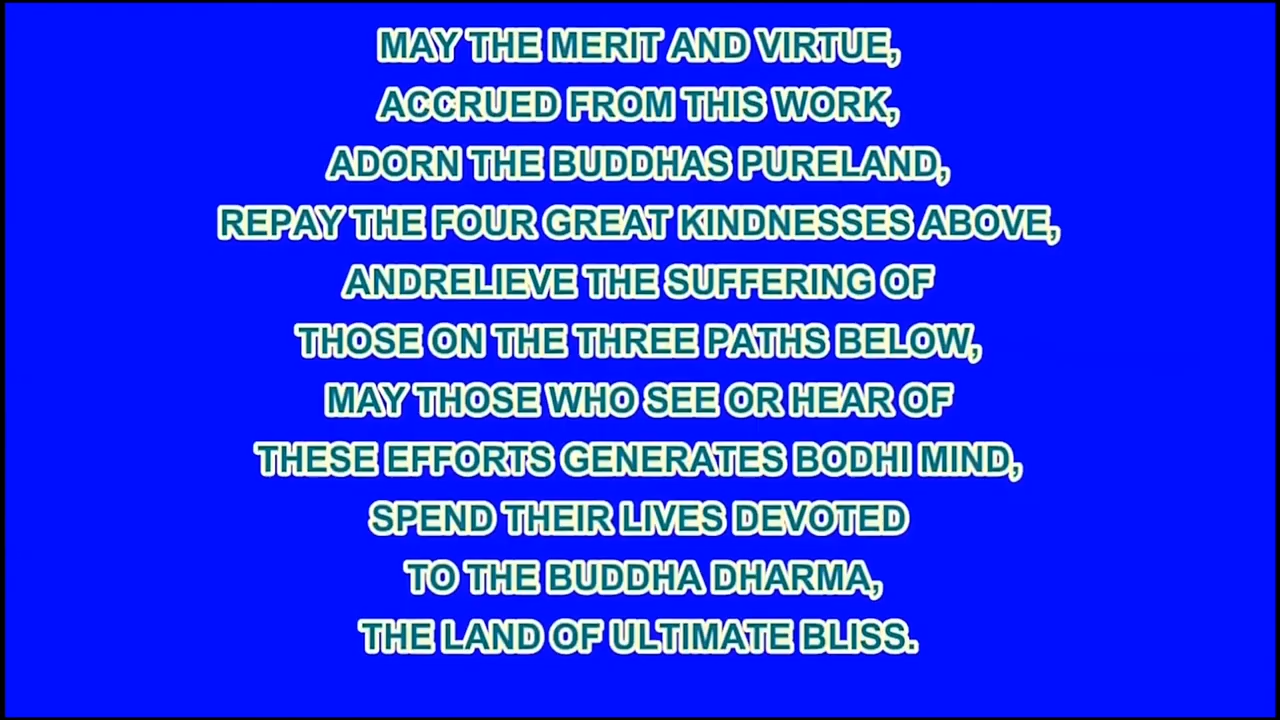 MAY THE MERIT AND VIRTUE,
ACCRUED FROM THIS WORK,
ADORN THE BUDDHAS PURELAND,
REPAY THE FOUR GREAT KINDNESSES ABOVE,
ANDRELIEVE THE SUFFERING OF
THOSE ON THE THREE PATHS BELOW,
MAY THOSE WHO SEE OR HEAR OF
THESE EFFORTS GENERATES BODHI MIND,
SPEND THEIR LIVES DEVOTED
TO THE BUDDHA DHARMA,
THE LAND OF ULTIMATE BLISS.